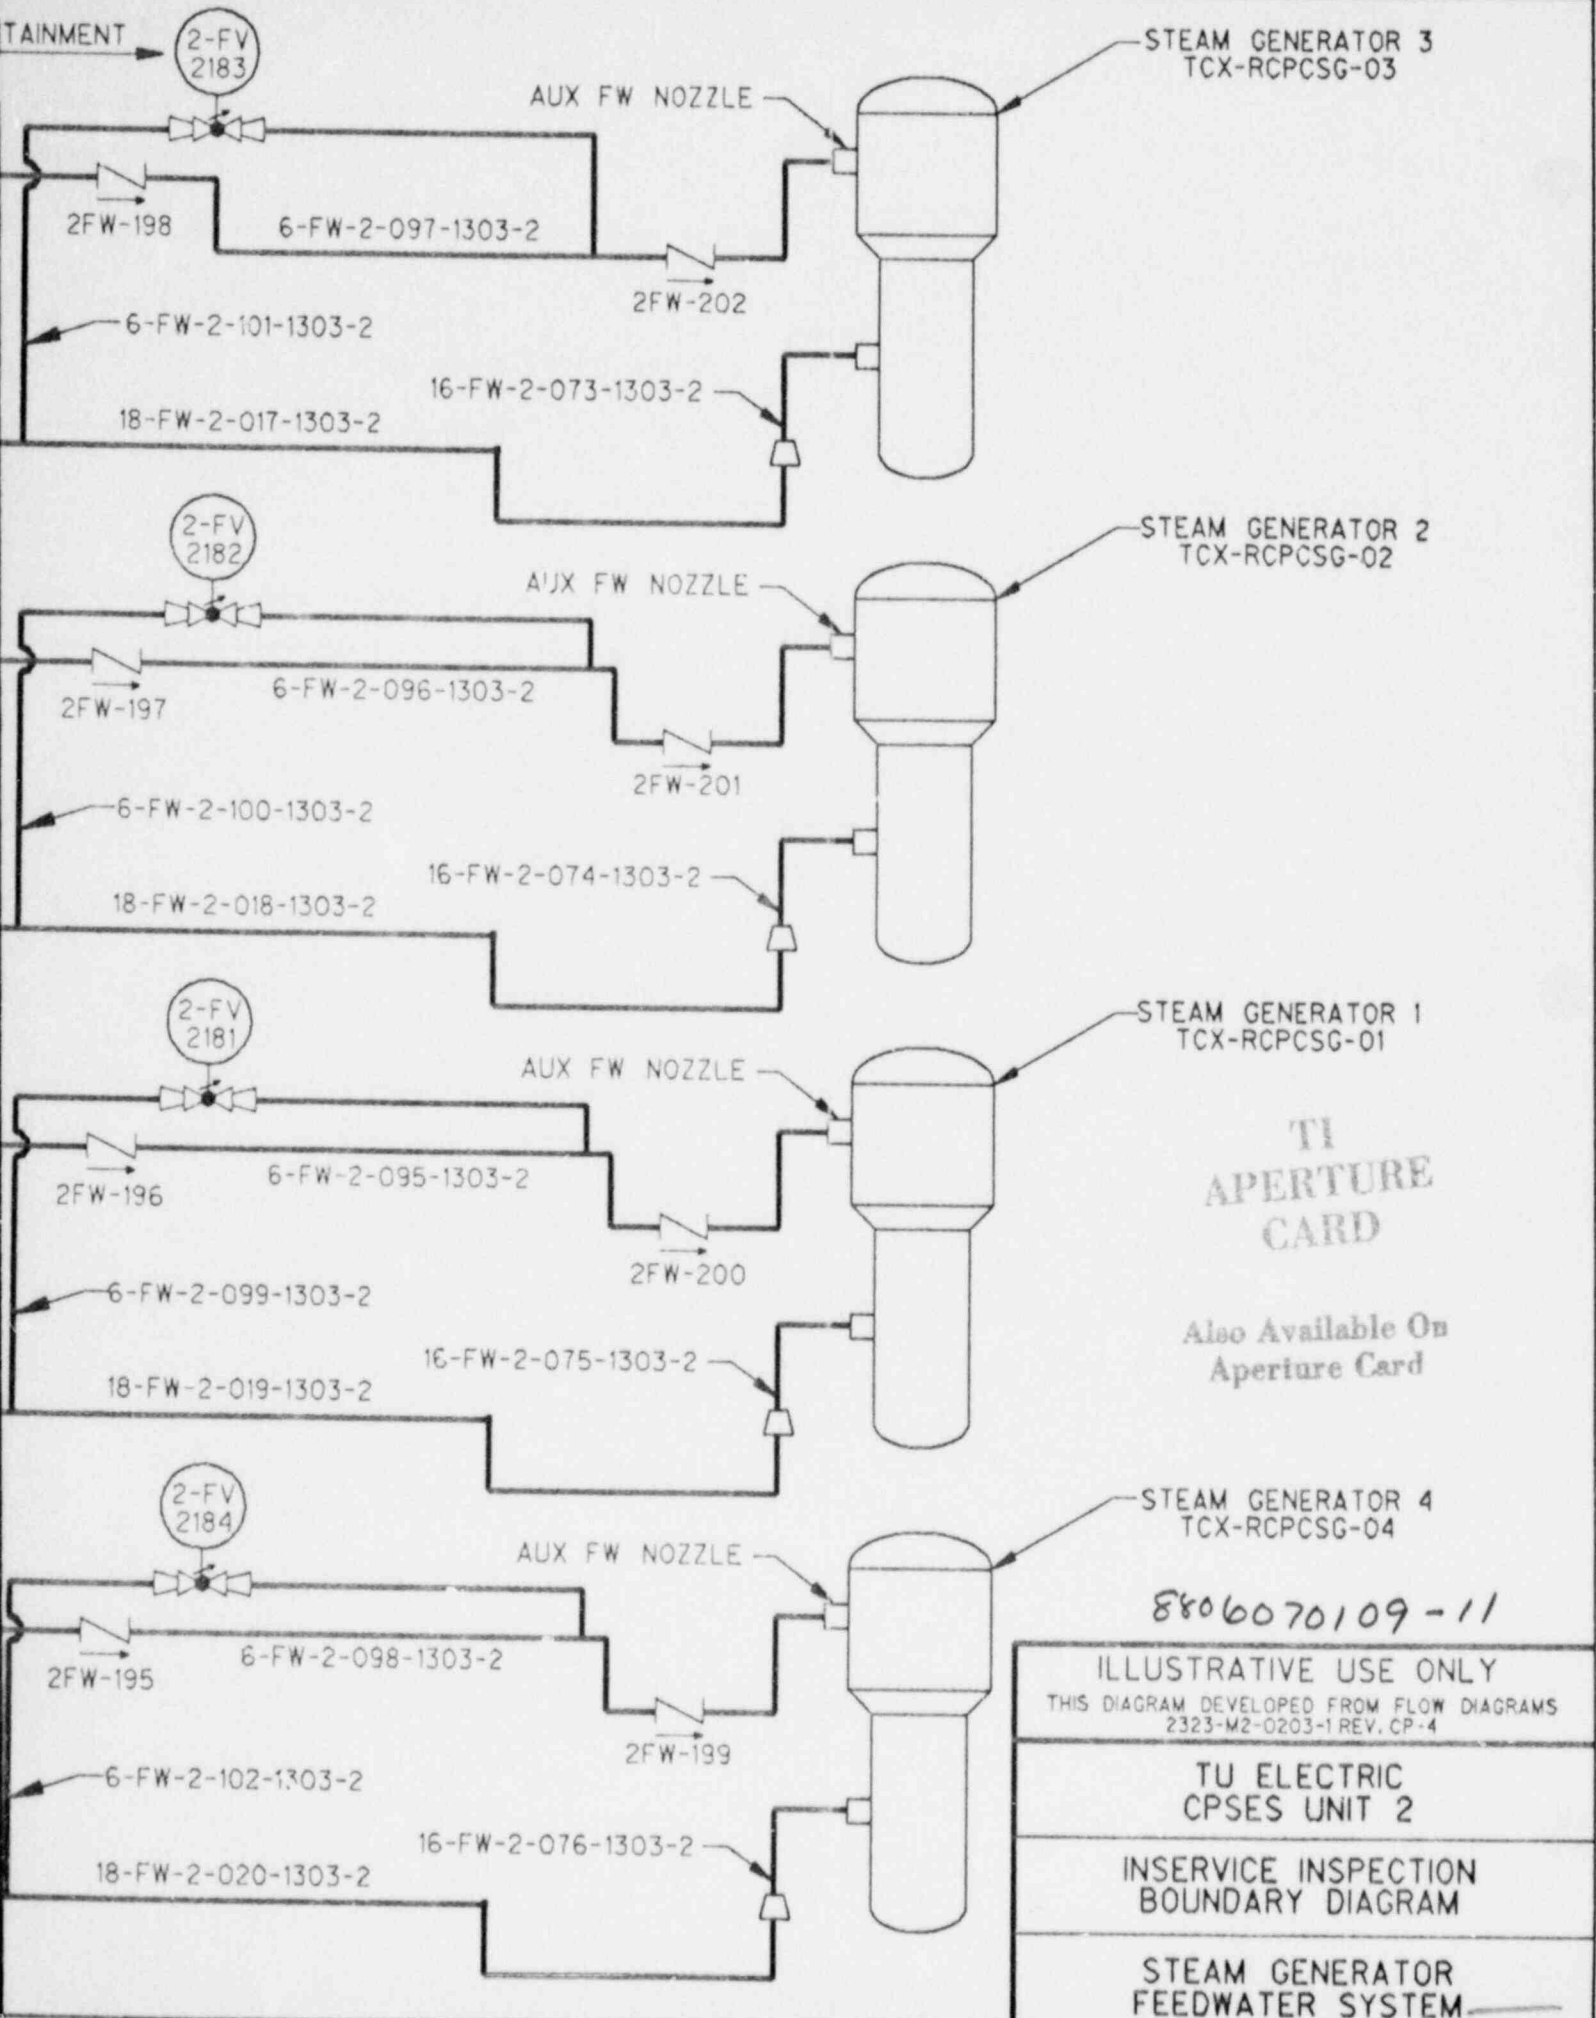 TAINMENT
2-FV
2183
AUX FW NOZZLE
STEAM GENERATOR 3
TCX-RCPCSG-03
2FW-198
6-FW-2-097-1303-2
2FW-202
6-FW-2-101-1303-2
16-FW-2-073-1303-2
18-FW-2-017-1303-2
2-FV
2182
AUX FW NOZZLE
STEAM GENERATOR 2
TCX-RCPCSG-02
2FW-197
6-FW-2-096-1303-2
2FW-201
6-FW-2-100-1303-2
16-FW-2-074-1303-2
18-FW-2-018-1303-2
2-FV
2181
AUX FW NOZZLE
STEAM GENERATOR 1
TCX-RCPCSG-01
2FW-196
6-FW-2-095-1303-2
2FW-200
6-FW-2-099-1303-2
16-FW-2-075-1303-2
18-FW-2-019-1303-2
TI
APERTURE
CARD
Also Available On
Aperture Card
2-FV
2184
AUX FW NOZZLE
STEAM GENERATOR 4
TCX-RCPCSG-04
2FW-195
6-FW-2-098-1303-2
2FW-199
6-FW-2-102-1303-2
16-FW-2-076-1303-2
18-FW-2-020-1303-2
8806070109-11
ILLUSTRATIVE USE ONLY
THIS DIAGRAM DEVELOPED FROM FLOW DIAGRAMS
2323-M2-0203-1 REV. CP-4
TU ELECTRIC
CPSES UNIT 2
INSERVICE INSPECTION
BOUNDARY DIAGRAM
STEAM GENERATOR
FEEDWATER SYSTEM